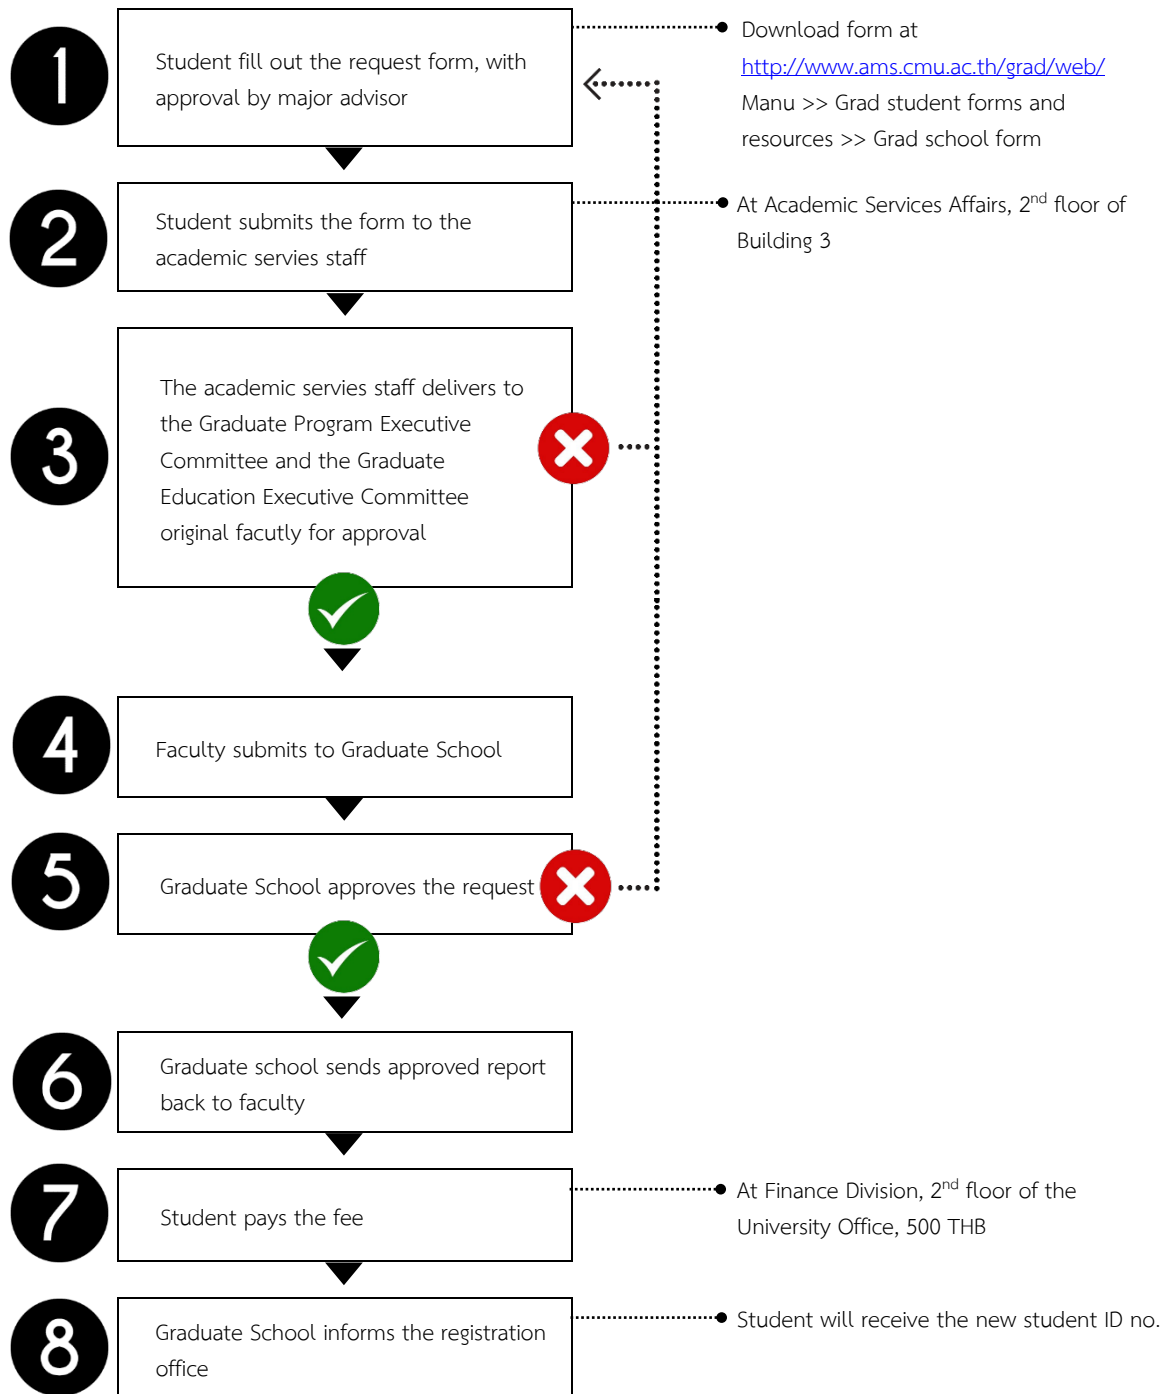 1
Student fill out the request form, with
approval by major advisor
Download form at
http://www.ams.cmu.ac.th/grad/web/
Manu >> Grad student forms and
resources >> Grad school form
2
Student submits the form to the
academic servies staff
At Academic Services Affairs, 2nd floor of
Building 3
3
The academic servies staff delivers to
the Graduate Program Executive
Committee and the Graduate
Education Executive Committee
original facutly for approval
4
Faculty submits to Graduate School
5
Graduate School approves the request
6
Graduate school sends approved report
back to faculty
7
Student pays the fee
At Finance Division, 2nd floor of the
University Office, 500 THB
8
Graduate School informs the registration
office
Student will receive the new student ID no.